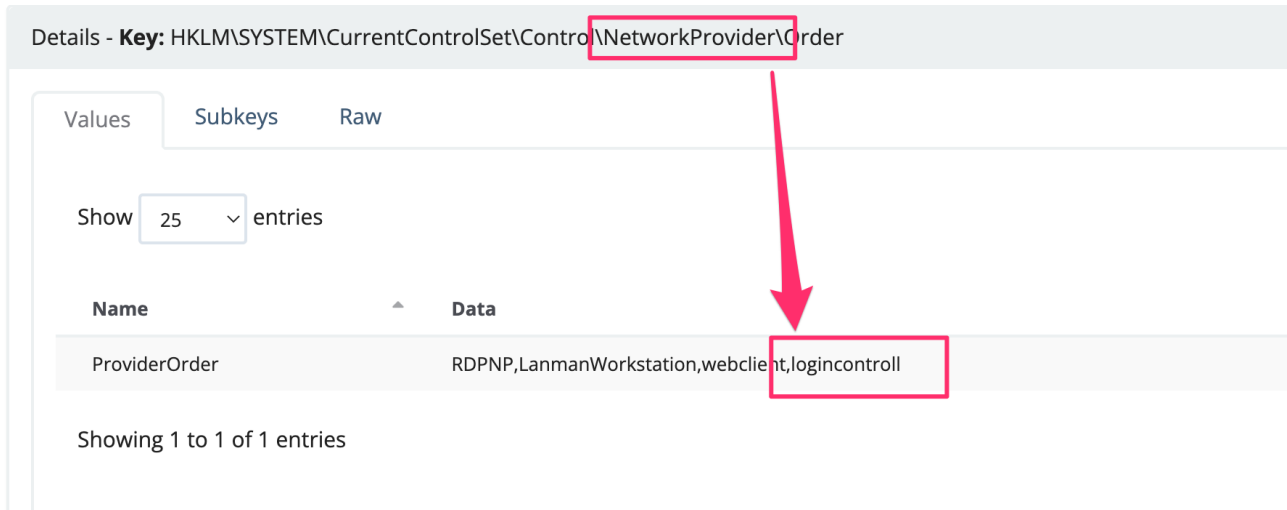 Details - Key: HKLM\SYSTEM\CurrentControlSet\Control\NetworkProvider\Order
Values Subkeys Raw
Show 25 entries
Name Data
ProviderOrder RDPNP,LanmanWorkstation,webclient,logincontroll
Showing 1 to 1 of 1 entries